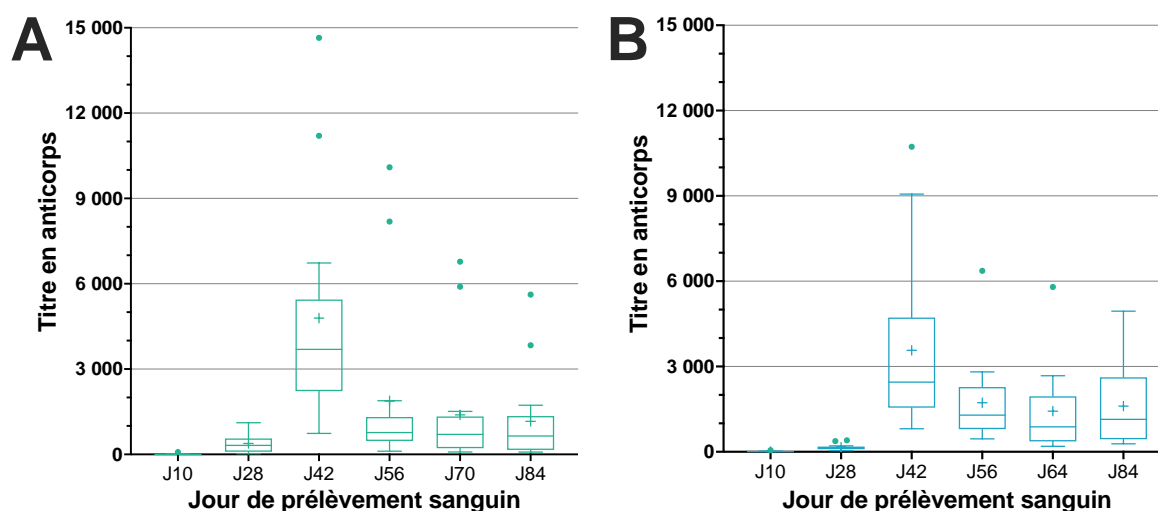 A
Titre en anticorps
15 000
12 000
9 000
6 000
3 000
0
J10 J28 J42 J56 J70 J84
Jour de prélèvement sanguin
B
Titre en anticorps
15 000
12 000
9 000
6 000
3 000
0
J10 J28 J42 J56 J64 J84
Jour de prélèvement sanguin